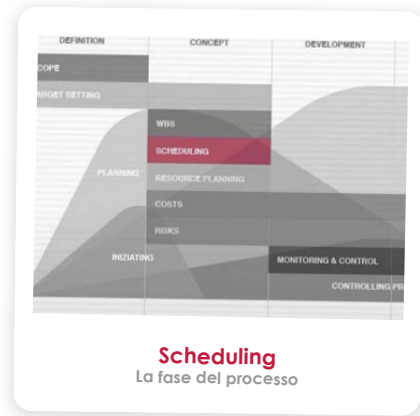 DEFINITION CONCEPT DEVELOPMENT
COPE
ARGET SETTING
WBS
SCHEDULING
PLANNING RESOURCE PLANNING
COSTS
RISKS
INIZIATING MONITORING & CONTROL
CONTROLLING PR
Scheduling
La fase del processo